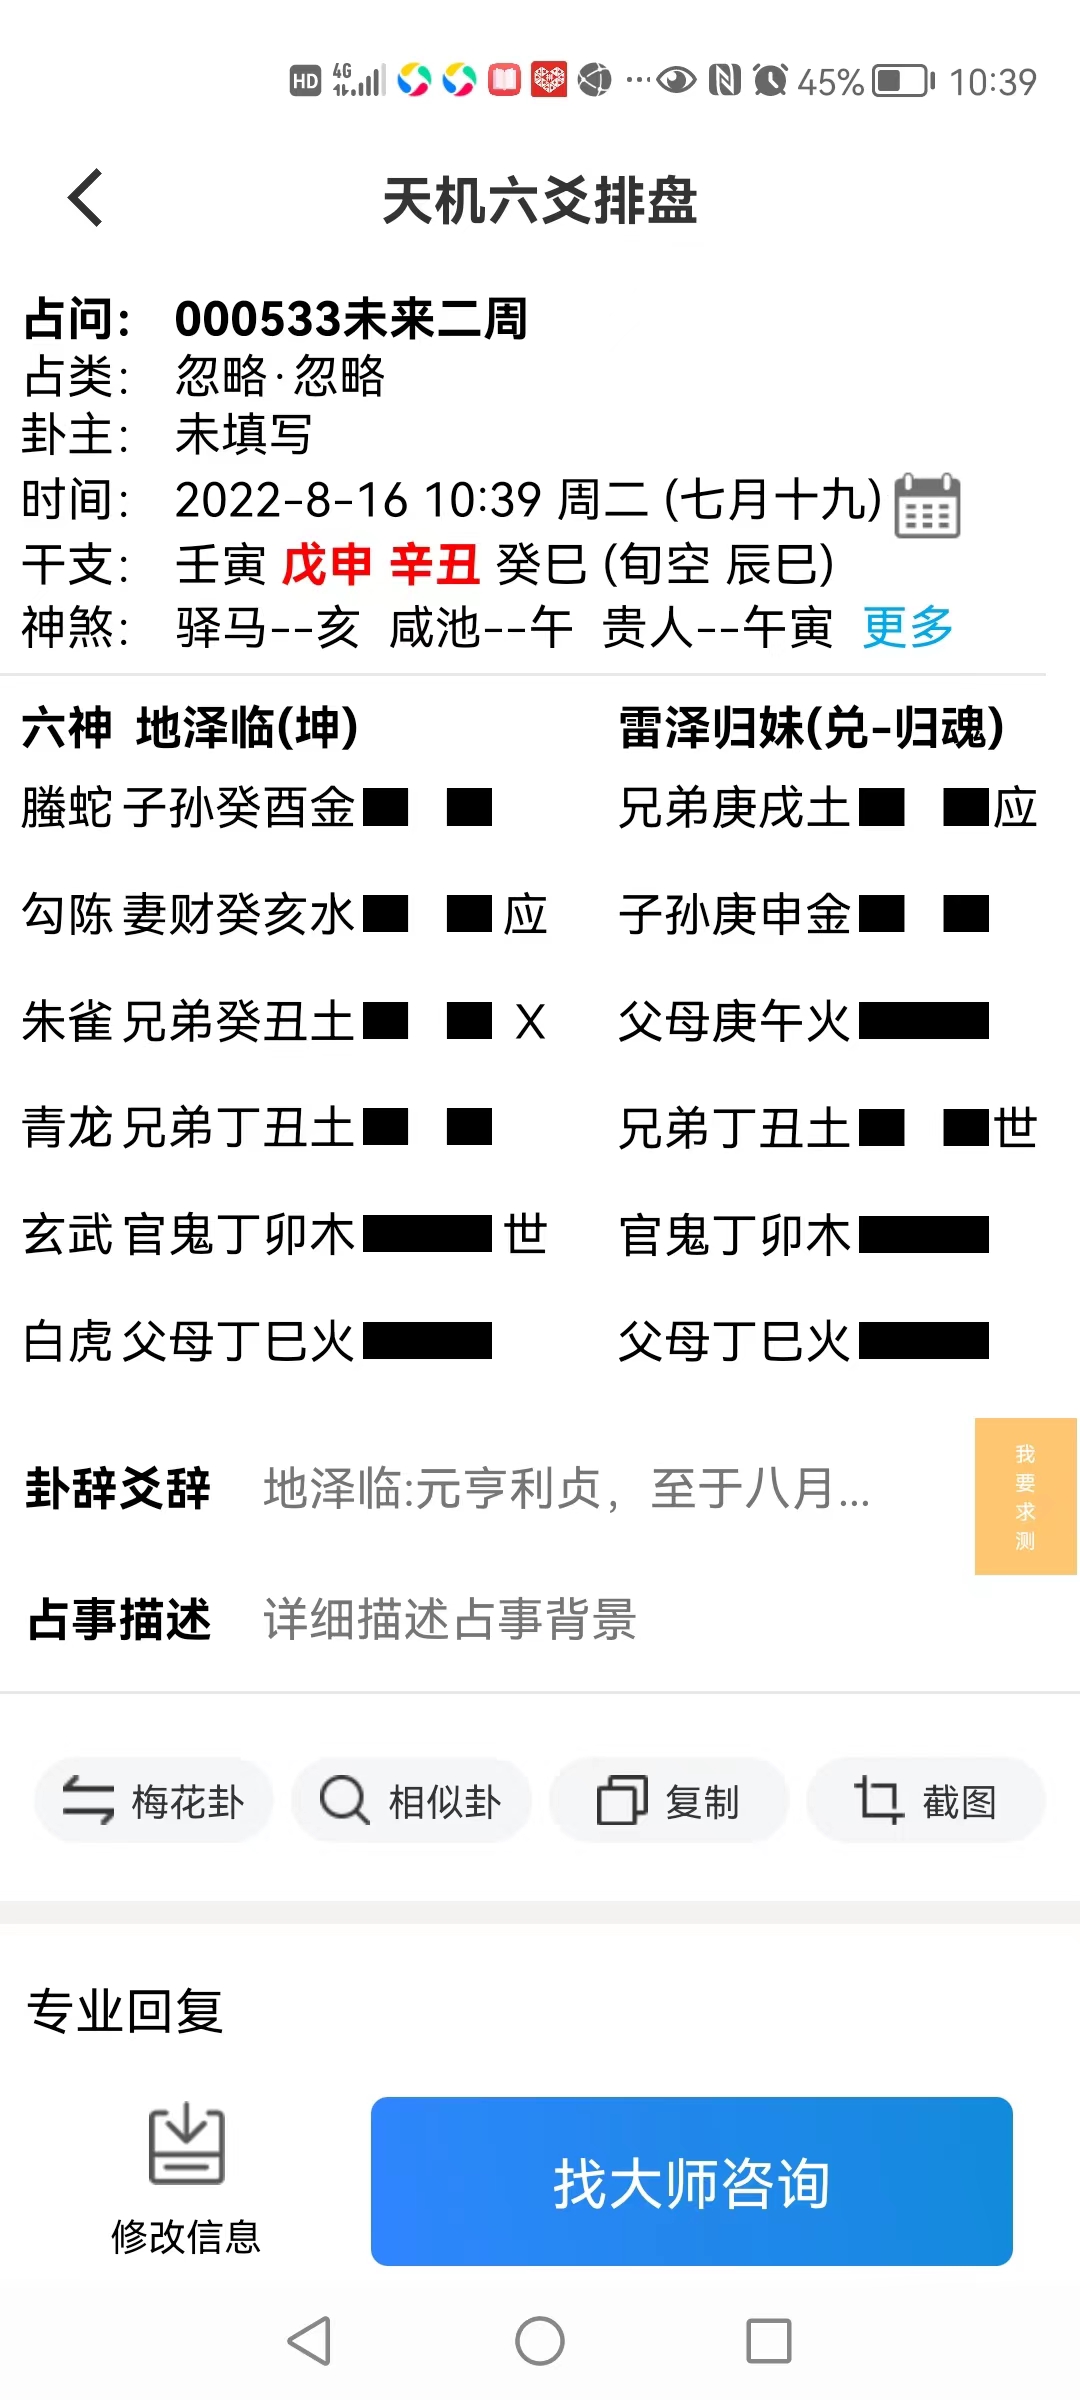 HD 4G 45% 10:39
天机六爻排盘
占问： 000533未来二周
占类： 忽略·忽略
卦主： 未填写
时间： 2022-8-16 10:39 周二 (七月十九)
干支： 壬寅 戊申 辛丑 癸巳 (旬空 辰巳)
神煞： 驿马--亥 咸池--午 贵人--午寅 更多
六神 地泽临(坤) 雷泽归妹(兑-归魂)
螣蛇 子孙癸酉金 兄弟庚戌土 应
勾陈 妻财癸亥水 应 子孙庚申金
朱雀 兄弟癸丑土 X 父母庚午火
青龙 兄弟丁丑土 兄弟丁丑土 世
玄武 官鬼丁卯木 世 官鬼丁卯木
白虎 父母丁巳火 父母丁巳火
卦辞爻辞 地泽临:元亨利贞，至于八月...
我要求测
占事描述 详细描述占事背景
梅花卦 相似卦 复制 截图
专业回复
修改信息 找大师咨询